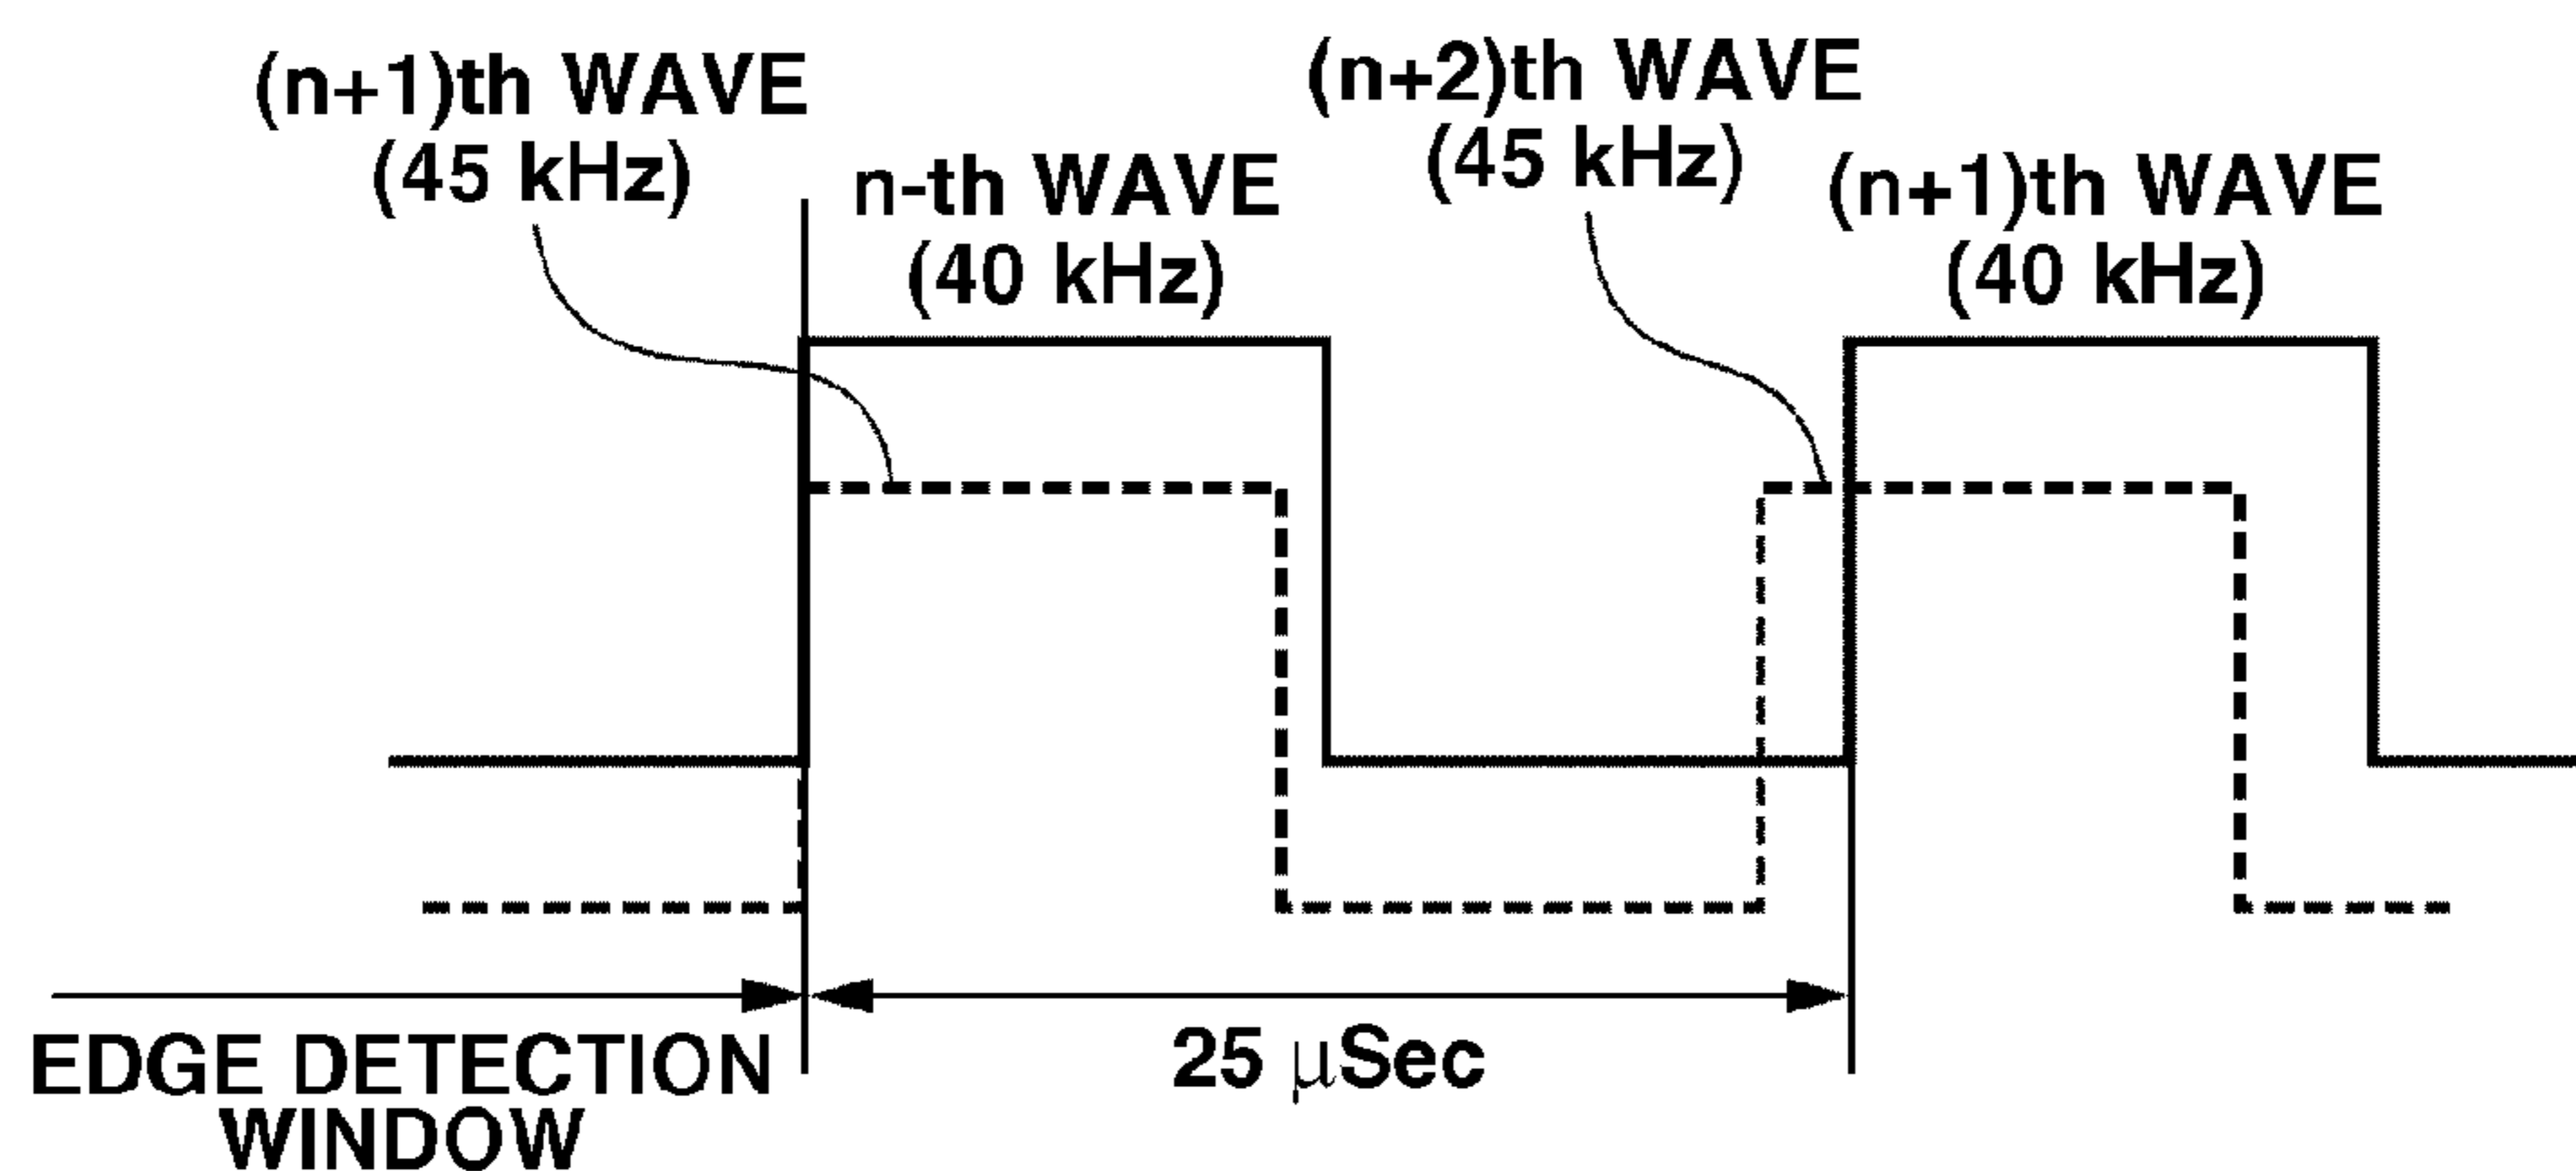 (n+1)th WAVE
(45 kHz)
n-th WAVE
(40 kHz)
(n+2)th WAVE
(45 kHz)
(n+1)th WAVE
(40 kHz)
EDGE DETECTION
WINDOW
25 μSec